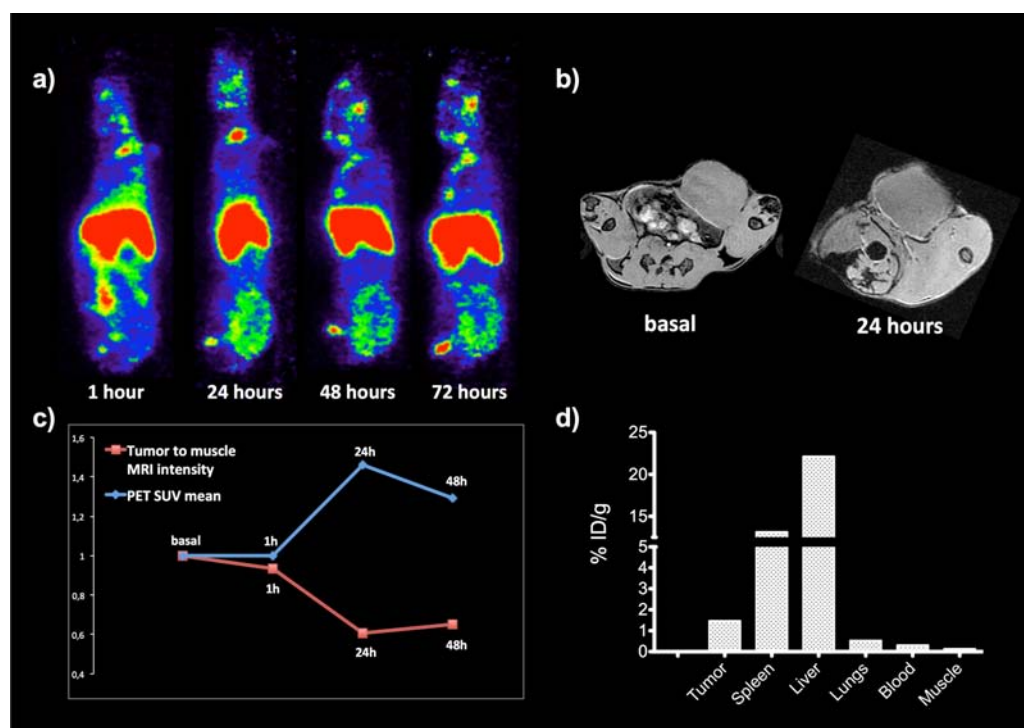 a)
1 hour
24 hours
48 hours
72 hours
b)
basal
24 hours
c)
1,6
1,4
1,2
1
0,8
0,6
0,4
Tumor to muscle
MRI intensity
PET SUV mean
basal
1h
24h
48h
1h
24h
48h
d)
% ID/g
25
20
15
5
4
3
2
1
0
Tumor
Spleen
Liver
Lungs
Blood
Muscle